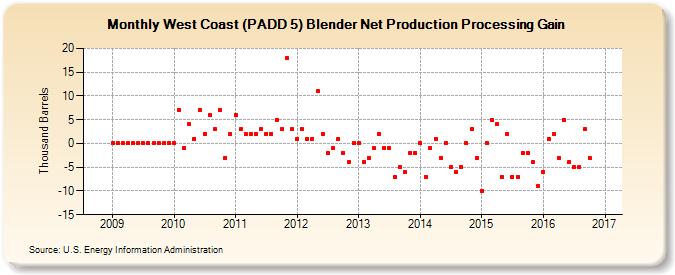 Monthly West Coast (PADD 5) Blender Net Production Processing Gain
Thousand Barrels
20
15
10
5
0
-5
-10
-15
2009 2010 2011 2012 2013 2014 2015 2016 2017
Source: U.S. Energy Information Administration